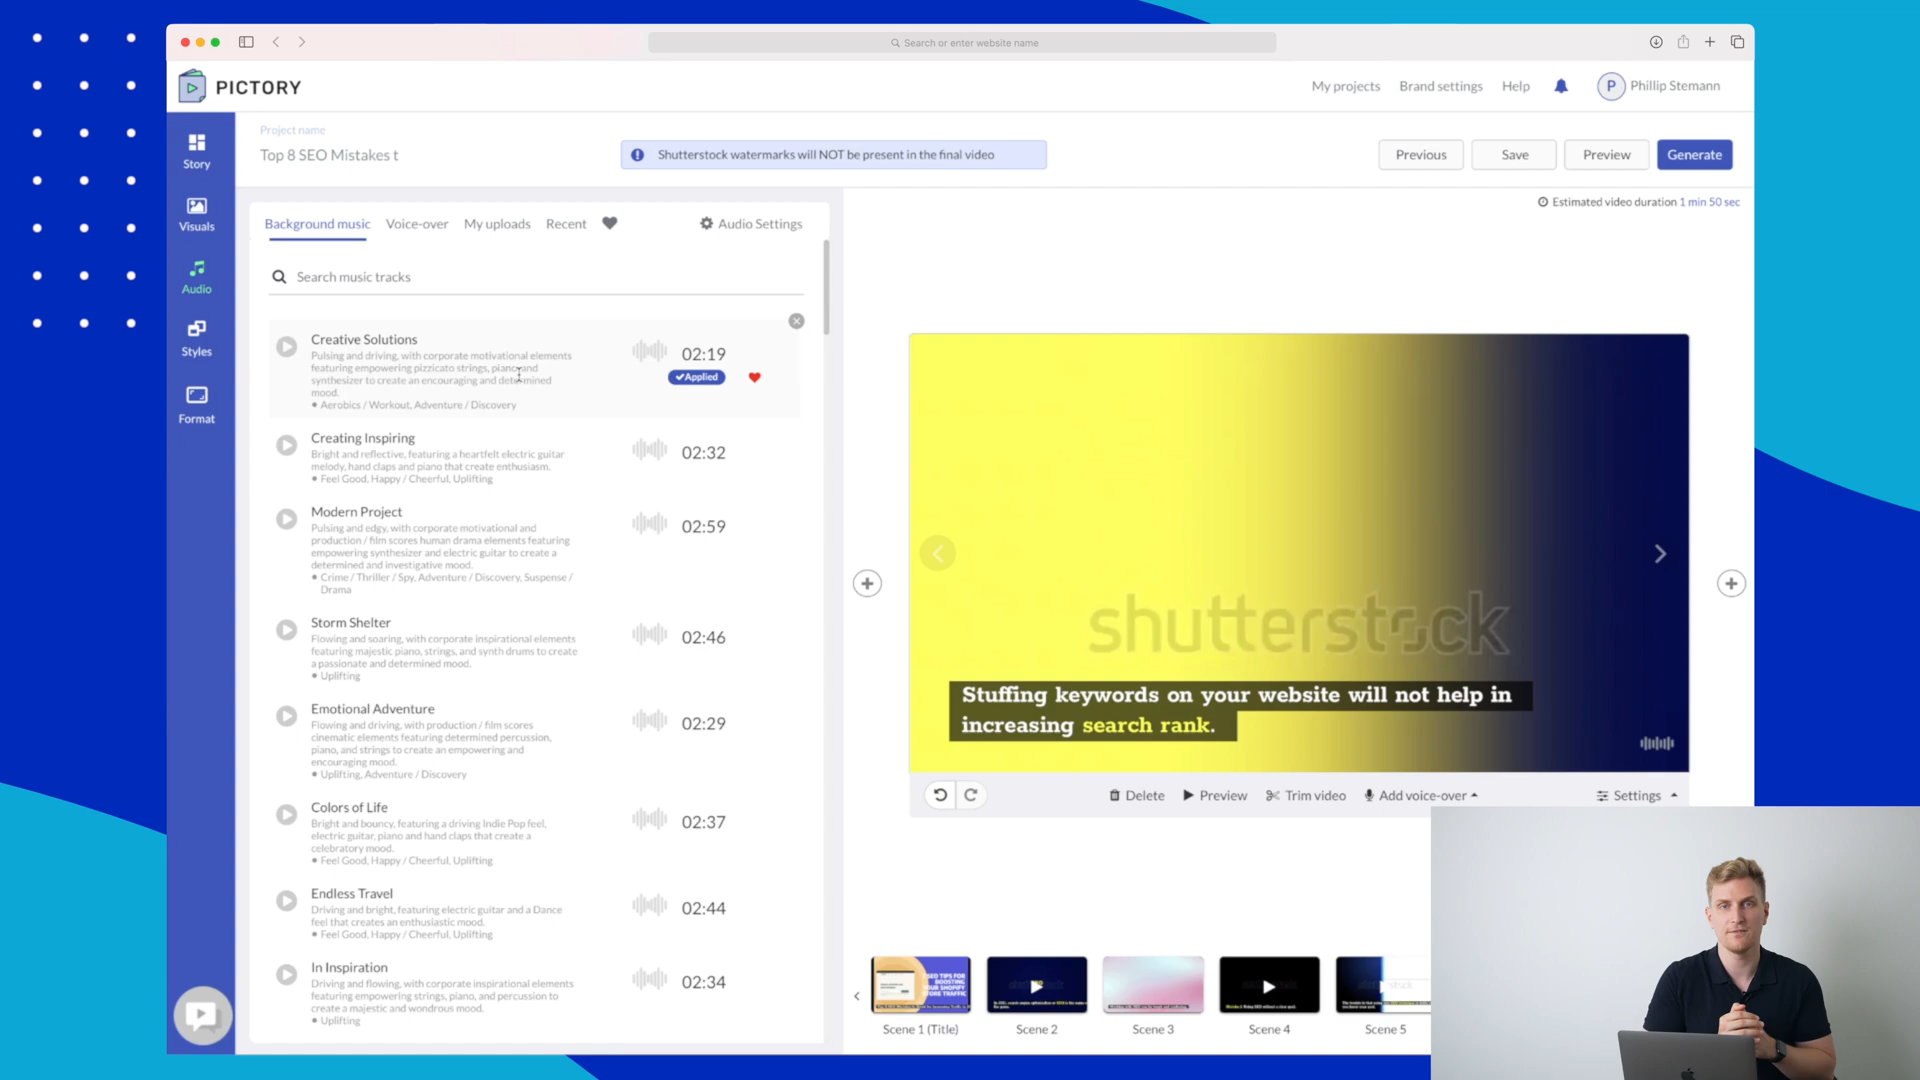 Search or enter website name
PICTORY
My projects
Brand settings
Help
P
Phillip Stemann
Story
Visuals
Audio
Styles
Format
Project name
Top 8 SEO Mistakes t
Shutterstock watermarks will NOT be present in the final video
Previous
Save
Preview
Generate
Estimated video duration 1 min 50 sec
Background music
Voice-over
My uploads
Recent
Audio Settings
Search music tracks
Creative Solutions
Pulsing and driving, with corporate motivational elements
featuring empowering pizzicato strings, piano and
synthesizer to create an encouraging and determined
mood.
Aerobics / Workout, Adventure / Discovery
02:19
Applied
Creating Inspiring
Bright and reflective, featuring a heartfelt electric guitar
melody, hand claps and piano that create enthusiasm.
Feel Good, Happy / Cheerful, Uplifting
02:32
Modern Project
Pulsing and edgy, with corporate motivational and
production / film scores human drama elements featuring
empowering synthesizer and electric guitar to create a
determined and investigative mood.
Crime / Thriller / Spy, Adventure / Discovery, Suspense /
Drama
02:59
Storm Shelter
Flowing and soaring, with corporate inspirational elements
featuring majestic piano, strings, and synth drums to create
a passionate and determined mood.
Uplifting
02:46
Emotional Adventure
Flowing and driving, with production / film scores
cinematic elements featuring determined percussion,
piano, and strings to create an empowering and
encouraging mood.
Uplifting, Adventure / Discovery
02:29
Colors of Life
Bright and bouncy, featuring a driving Indie Pop feel,
electric guitar, piano and hand claps that create a
celebratory mood.
Feel Good, Happy / Cheerful, Uplifting
02:37
Endless Travel
Driving and bright, featuring electric guitar and a Dance
feel that creates an enthusiastic mood.
Feel Good, Happy / Cheerful, Uplifting
02:44
In Inspiration
Driving and flowing, with corporate inspirational elements
featuring empowering strings, piano, and percussion to
create a majestic and wondrous mood.
Uplifting
02:34
shutterstock
Stuffing keywords on your website will not help in
increasing search rank.
Delete
Preview
Trim video
Add voice-over
Settings
SEO TIPS FOR
BOOSTING
YOUR SHOPIFY
STORE TRAFFIC
Scene 1 (Title)
Scene 2
Scene 3
Scene 4
Scene 5